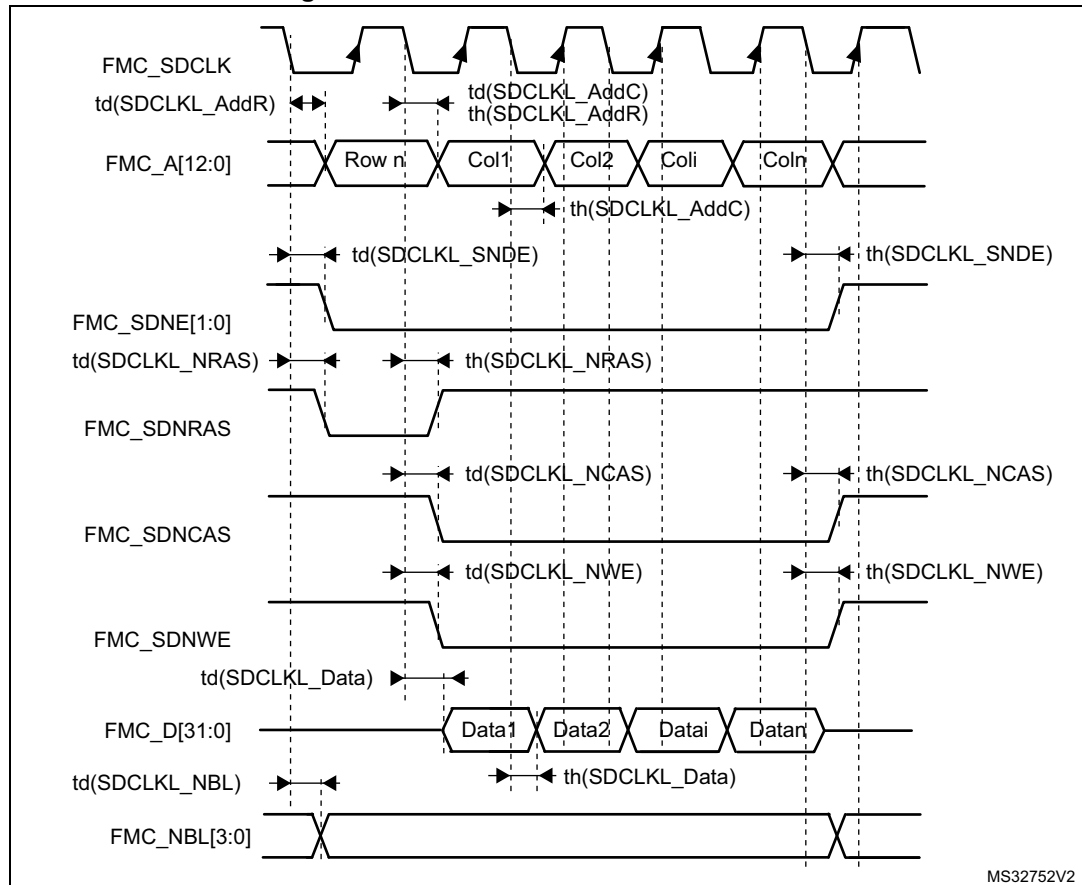 FMC_SDCLK
td(SDCLKL_AddR)
td(SDCLKL_AddC)
th(SDCLKL_AddR)
FMC_A[12:0]
Row n
Col1
Col2
Coli
Coln
th(SDCLKL_AddC)
td(SDCLKL_SNDE)
th(SDCLKL_SNDE)
FMC_SDNE[1:0]
td(SDCLKL_NRAS)
th(SDCLKL_NRAS)
FMC_SDNRAS
td(SDCLKL_NCAS)
th(SDCLKL_NCAS)
FMC_SDNCAS
td(SDCLKL_NWE)
th(SDCLKL_NWE)
FMC_SDNWE
td(SDCLKL_Data)
FMC_D[31:0]
Data1
Data2
Datai
Datan
th(SDCLKL_Data)
td(SDCLKL_NBL)
FMC_NBL[3:0]
MS32752V2